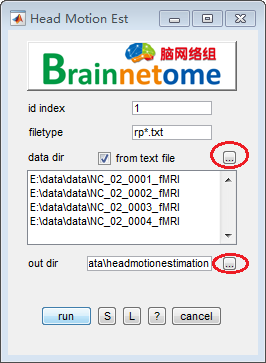 Head Motion Est
脑网络组
Brainnetome
id index 1
filetype rp*.txt
data dir from text file ...
E:\data\data\NC_02_0001_fMRI
E:\data\data\NC_02_0002_fMRI
E:\data\data\NC_02_0003_fMRI
E:\data\data\NC_02_0004_fMRI
out dir ata\headmotionestimation ...
run S L ? cancel